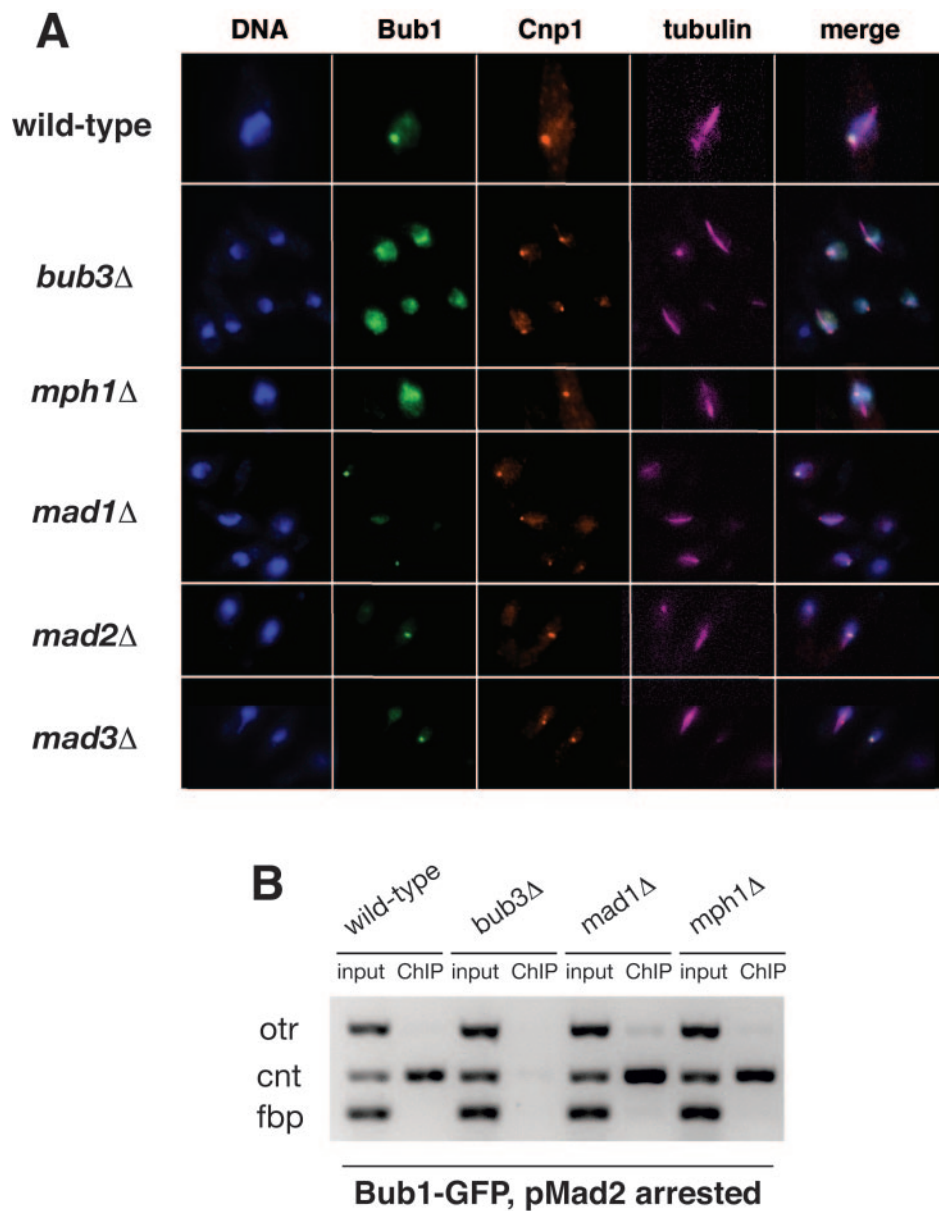 A
DNA Bub1 Cnp1 tubulin merge
wild-type
bub3Δ
mph1Δ
mad1Δ
mad2Δ
mad3Δ
B
wild-type bub3Δ mad1Δ mph1Δ
input ChIP input ChIP input ChIP input ChIP
otr
cnt
fbp
Bub1-GFP, pMad2 arrested